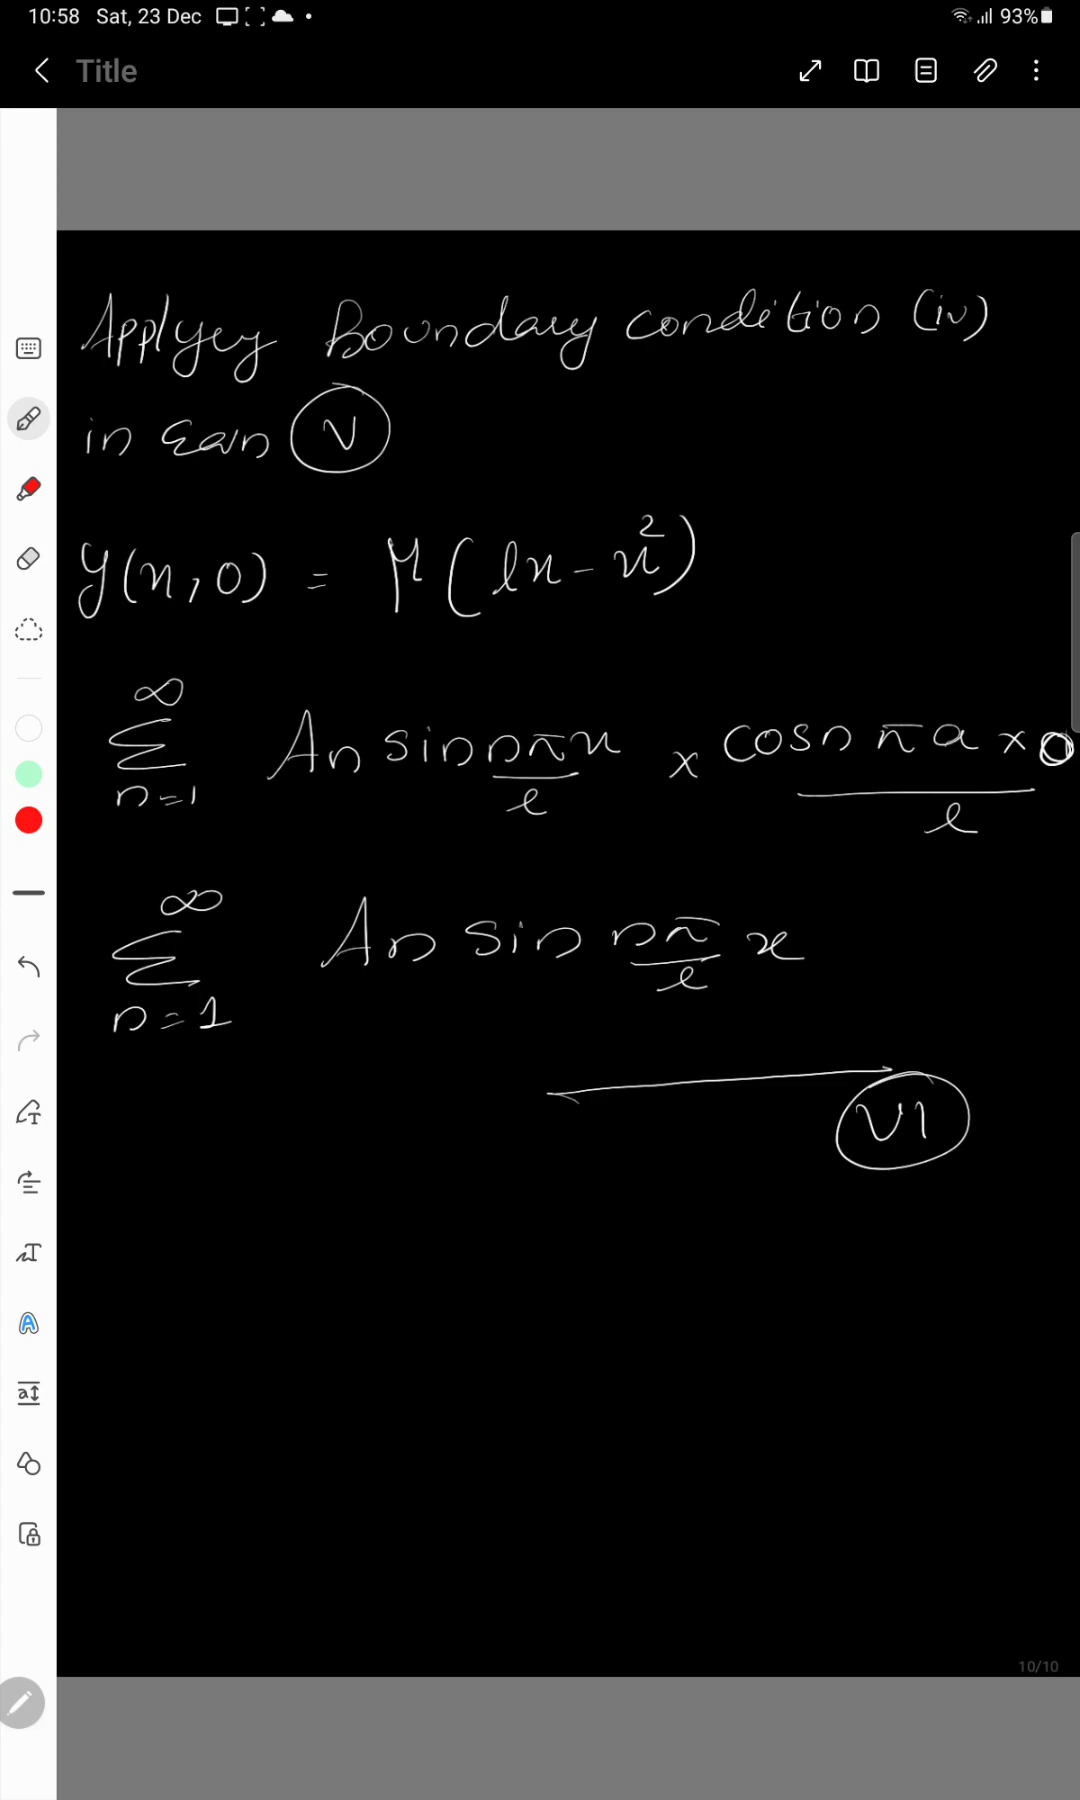 10:58 Sat, 23 Dec 93%
Title
Applyey Boundary condition (iv)
in Eqn (V)
y(x,0) = μ(lx-x²)
∞ Σ n=1 An sin nπx/l × cos nπa×0/l
∞ Σ n=1 An sin nπ/l x
VI
10/10